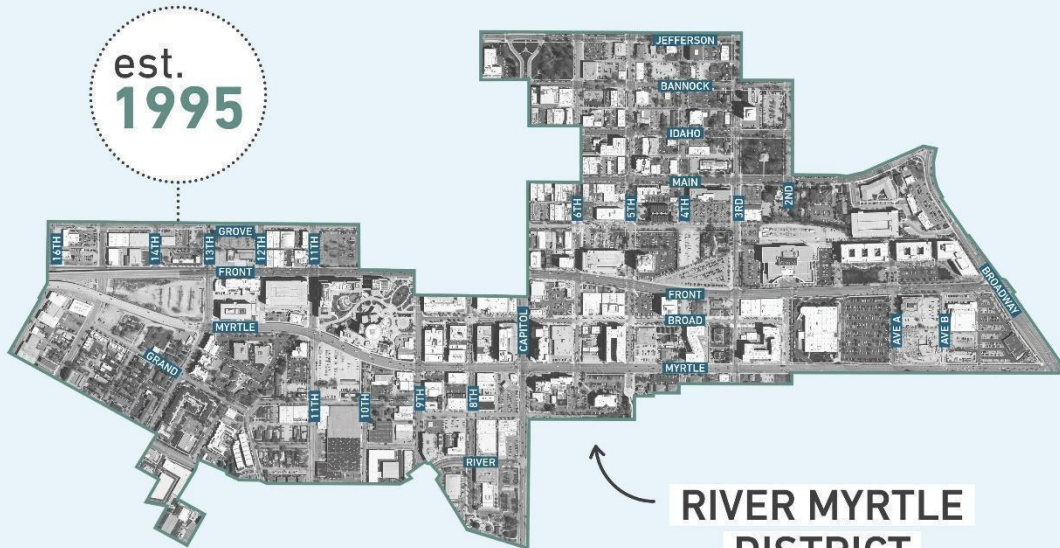 est.
1995
JEFFERSON
BANNOCK
IDAHO
MAIN
6TH
5TH
4TH
3RD
2ND
16TH
14TH
13TH
GROVE
12TH
11TH
FRONT
MYRTLE
GRAND
CAPITOL
FRONT
BROAD
MYRTLE
AVE A
AVE B
BROADWAY
11TH
10TH
9TH
8TH
RIVER
RIVER MYRTLE
DISTRICT